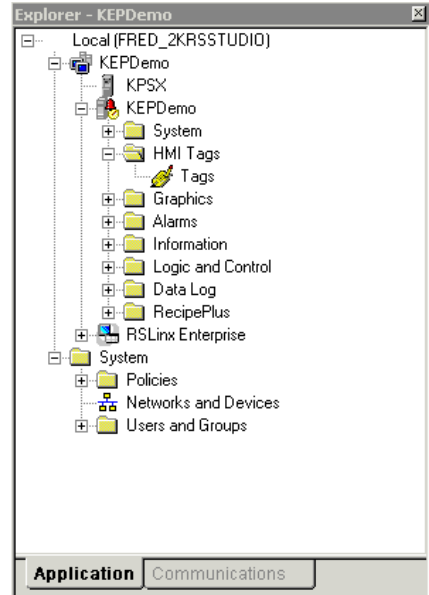 Explorer - KEPDemo
Local (FRED_2KRSSTUDIO)
KEPDemo
KPSX
KEPDemo
System
HMI Tags
Tags
Graphics
Alarms
Information
Logic and Control
Data Log
RecipePlus
RSLinx Enterprise
System
Policies
Networks and Devices
Users and Groups
Application Communications